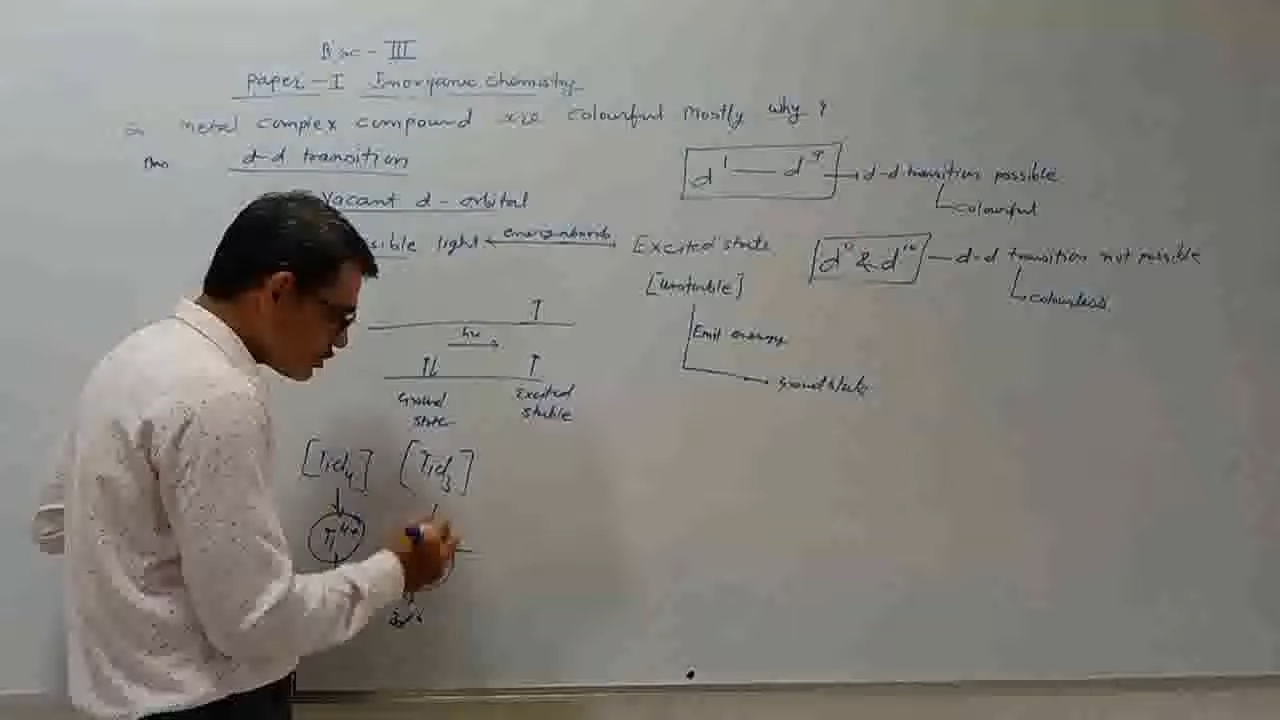 B.sc - III
Paper - I Inorganic Chemistry
metal complex compound are colourful mostly why ?
Ans d-d transition
Vacant d-orbital
light Excited state
[unstable]
Emit energy
Ground state
hν
↑↓ ↑ ↑
Ground state
Excited stable
[TiCl4] [TiCl3]
Ti4+
d1 — d9 → d-d transition possible
colourful
d0 & d10 — d-d transition not possible
colourless